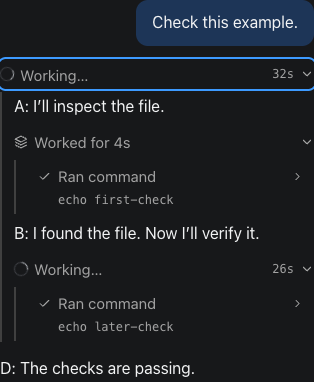 Check this example.
Working... 32s
A: I’ll inspect the file.
Worked for 4s
Ran command
echo first-check
B: I found the file. Now I’ll verify it.
Working... 26s
Ran command
echo later-check
D: The checks are passing.